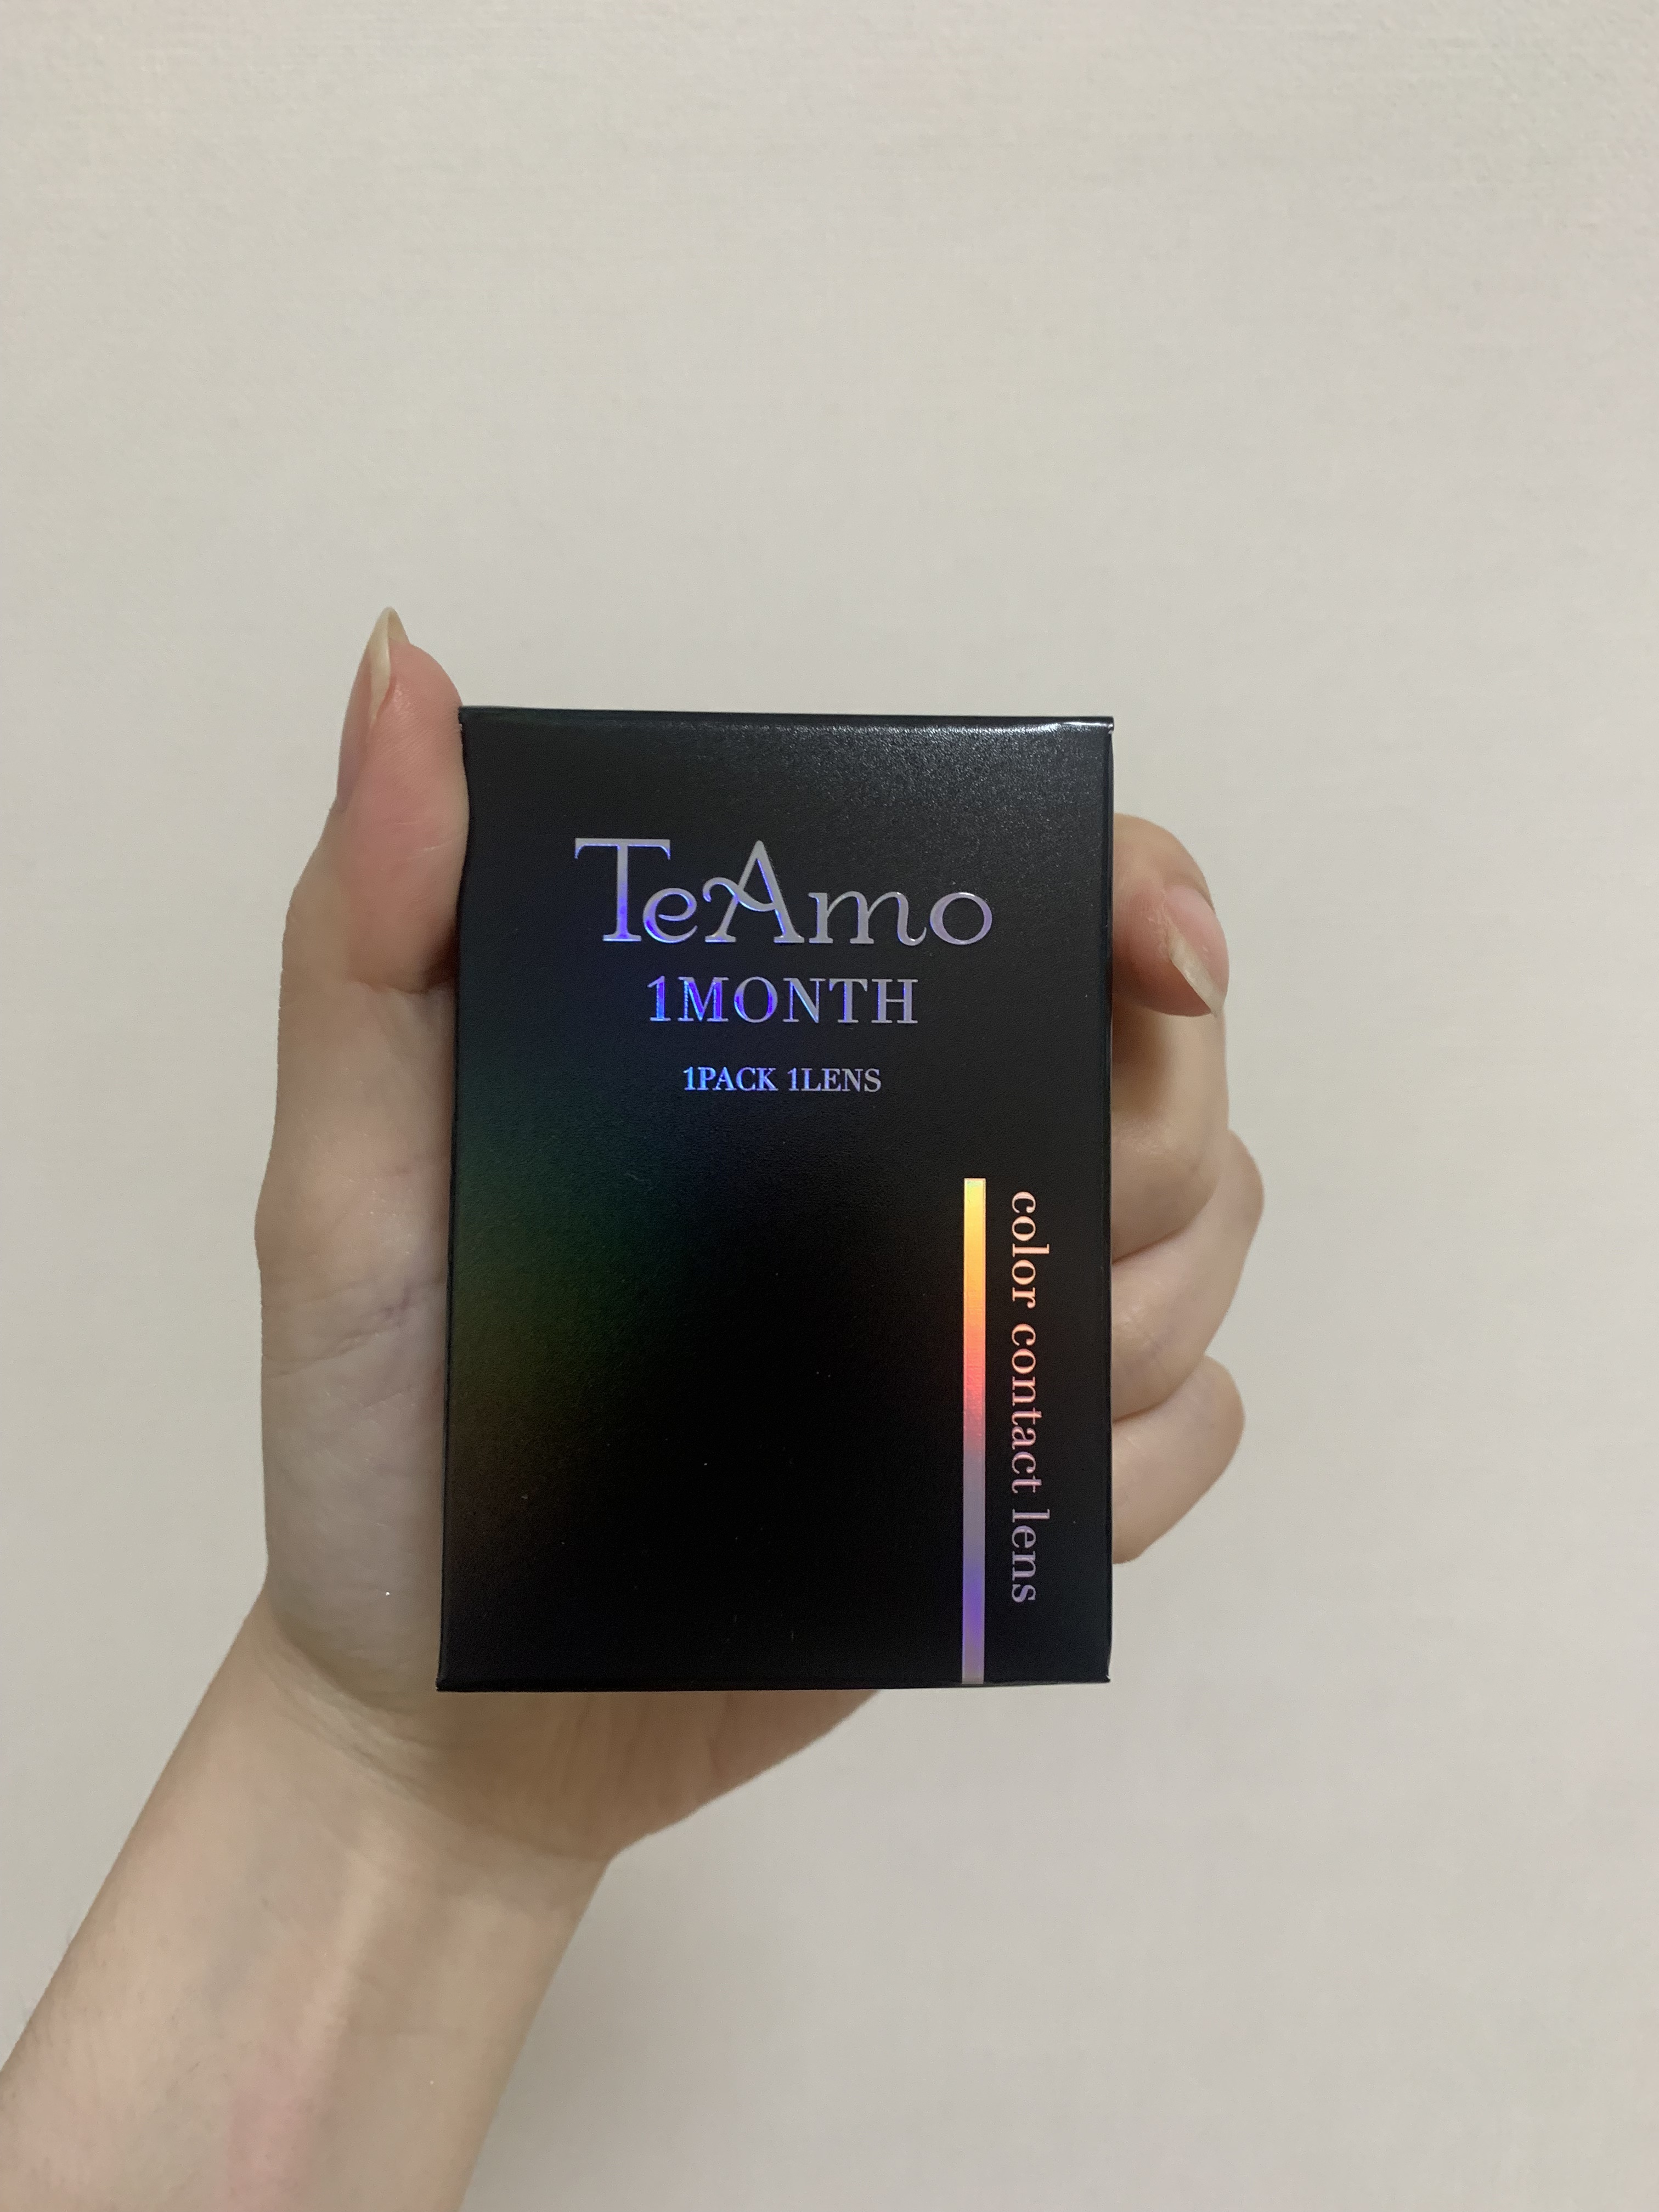 TeAmo
1MONTH
1PACK 1LENS
color contact lens